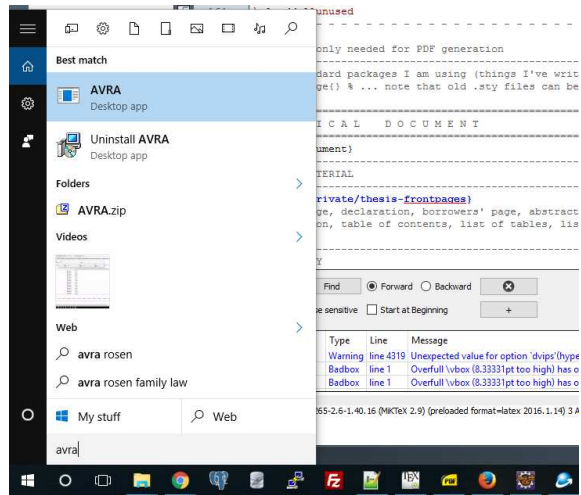 Best match
AVRA
Desktop app
Uninstall AVRA
Desktop app
Folders
AVRA.zip
Videos
Web
avra rosen
avra rosen family law
My stuff
Web
avra
unused
only needed for PDF generation
dard packages I am using (things I've writ
ge() % ... note that old .sty files can be
I C A L D O C U M E N T
ument}
TERIAL
rivate/thesis-frontpages}
ge, declaration, borrowers' page, abstract
on, table of contents, list of tables, lis
Y
Find Forward Backward
se sensitive Start at Beginning +
Type Line Message
Warning line 4319 Unexpected value for option `dvips'(hype
Badbox line 1 Overfull \vbox (8.33331pt too high) has o
Badbox line 1 Overfull \vbox (8.33331pt too high) has o
265-2.6-1.40.16 (MiKTeX 2.9) (preloaded format=latex 2016.1.14) 3 A